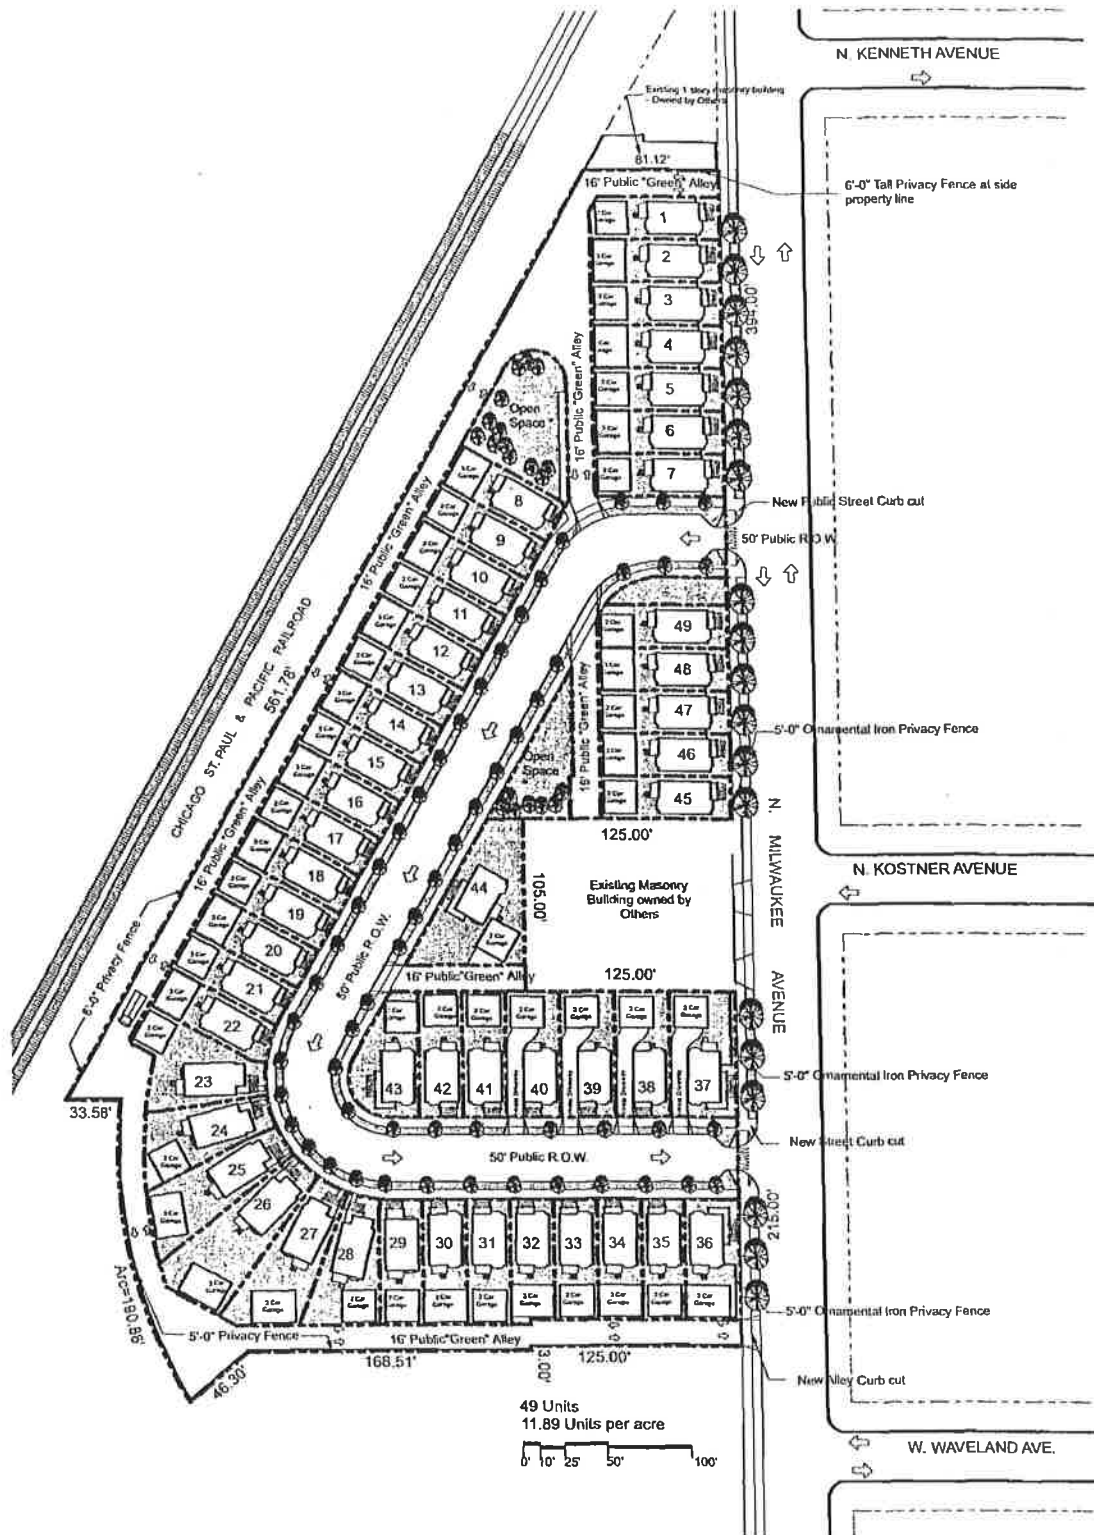 N. KENNETH AVENUE
Existing 1 story masonry building
- Owned by Others
81.12'
16' Public "Green" Alley
6'-0" Tall Privacy Fence at side
property line
1
2
3
4
5
6
7
394.00'
16' Public "Green" Alley
Open
Space
New Public Street Curb cut
50' Public R.O.W.
8
9
10
11
12
13
14
15
16
17
18
19
20
21
22
16' Public "Green" Alley
CHICAGO ST. PAUL & PACIFIC RAILROAD
561.78'
16' Public "Green" Alley
6'-0" Privacy Fence
49
48
47
46
45
16' Public "Green" Alley
Open
Space
5'-0" Ornamental Iron Privacy Fence
125.00'
N. MILWAUKEE AVENUE
N. KOSTNER AVENUE
44
105.00'
Existing Masonry
Building owned by
Others
50' Public R.O.W.
16' Public "Green" Alley
125.00'
2 Car
Garage
43
42
41
40
39
38
37
5'-0" Ornamental Iron Privacy Fence
New Street Curb cut
50' Public R.O.W.
33.58'
23
24
25
26
27
28
29
30
31
32
33
34
35
36
215.00'
Arc=190.86'
5'-0" Privacy Fence
16' Public "Green" Alley
5'-0" Ornamental Iron Privacy Fence
New Alley Curb cut
46.30'
168.51'
3.00'
125.00'
49 Units
11.89 Units per acre
0' 10' 25' 50' 100'
W. WAVELAND AVE.